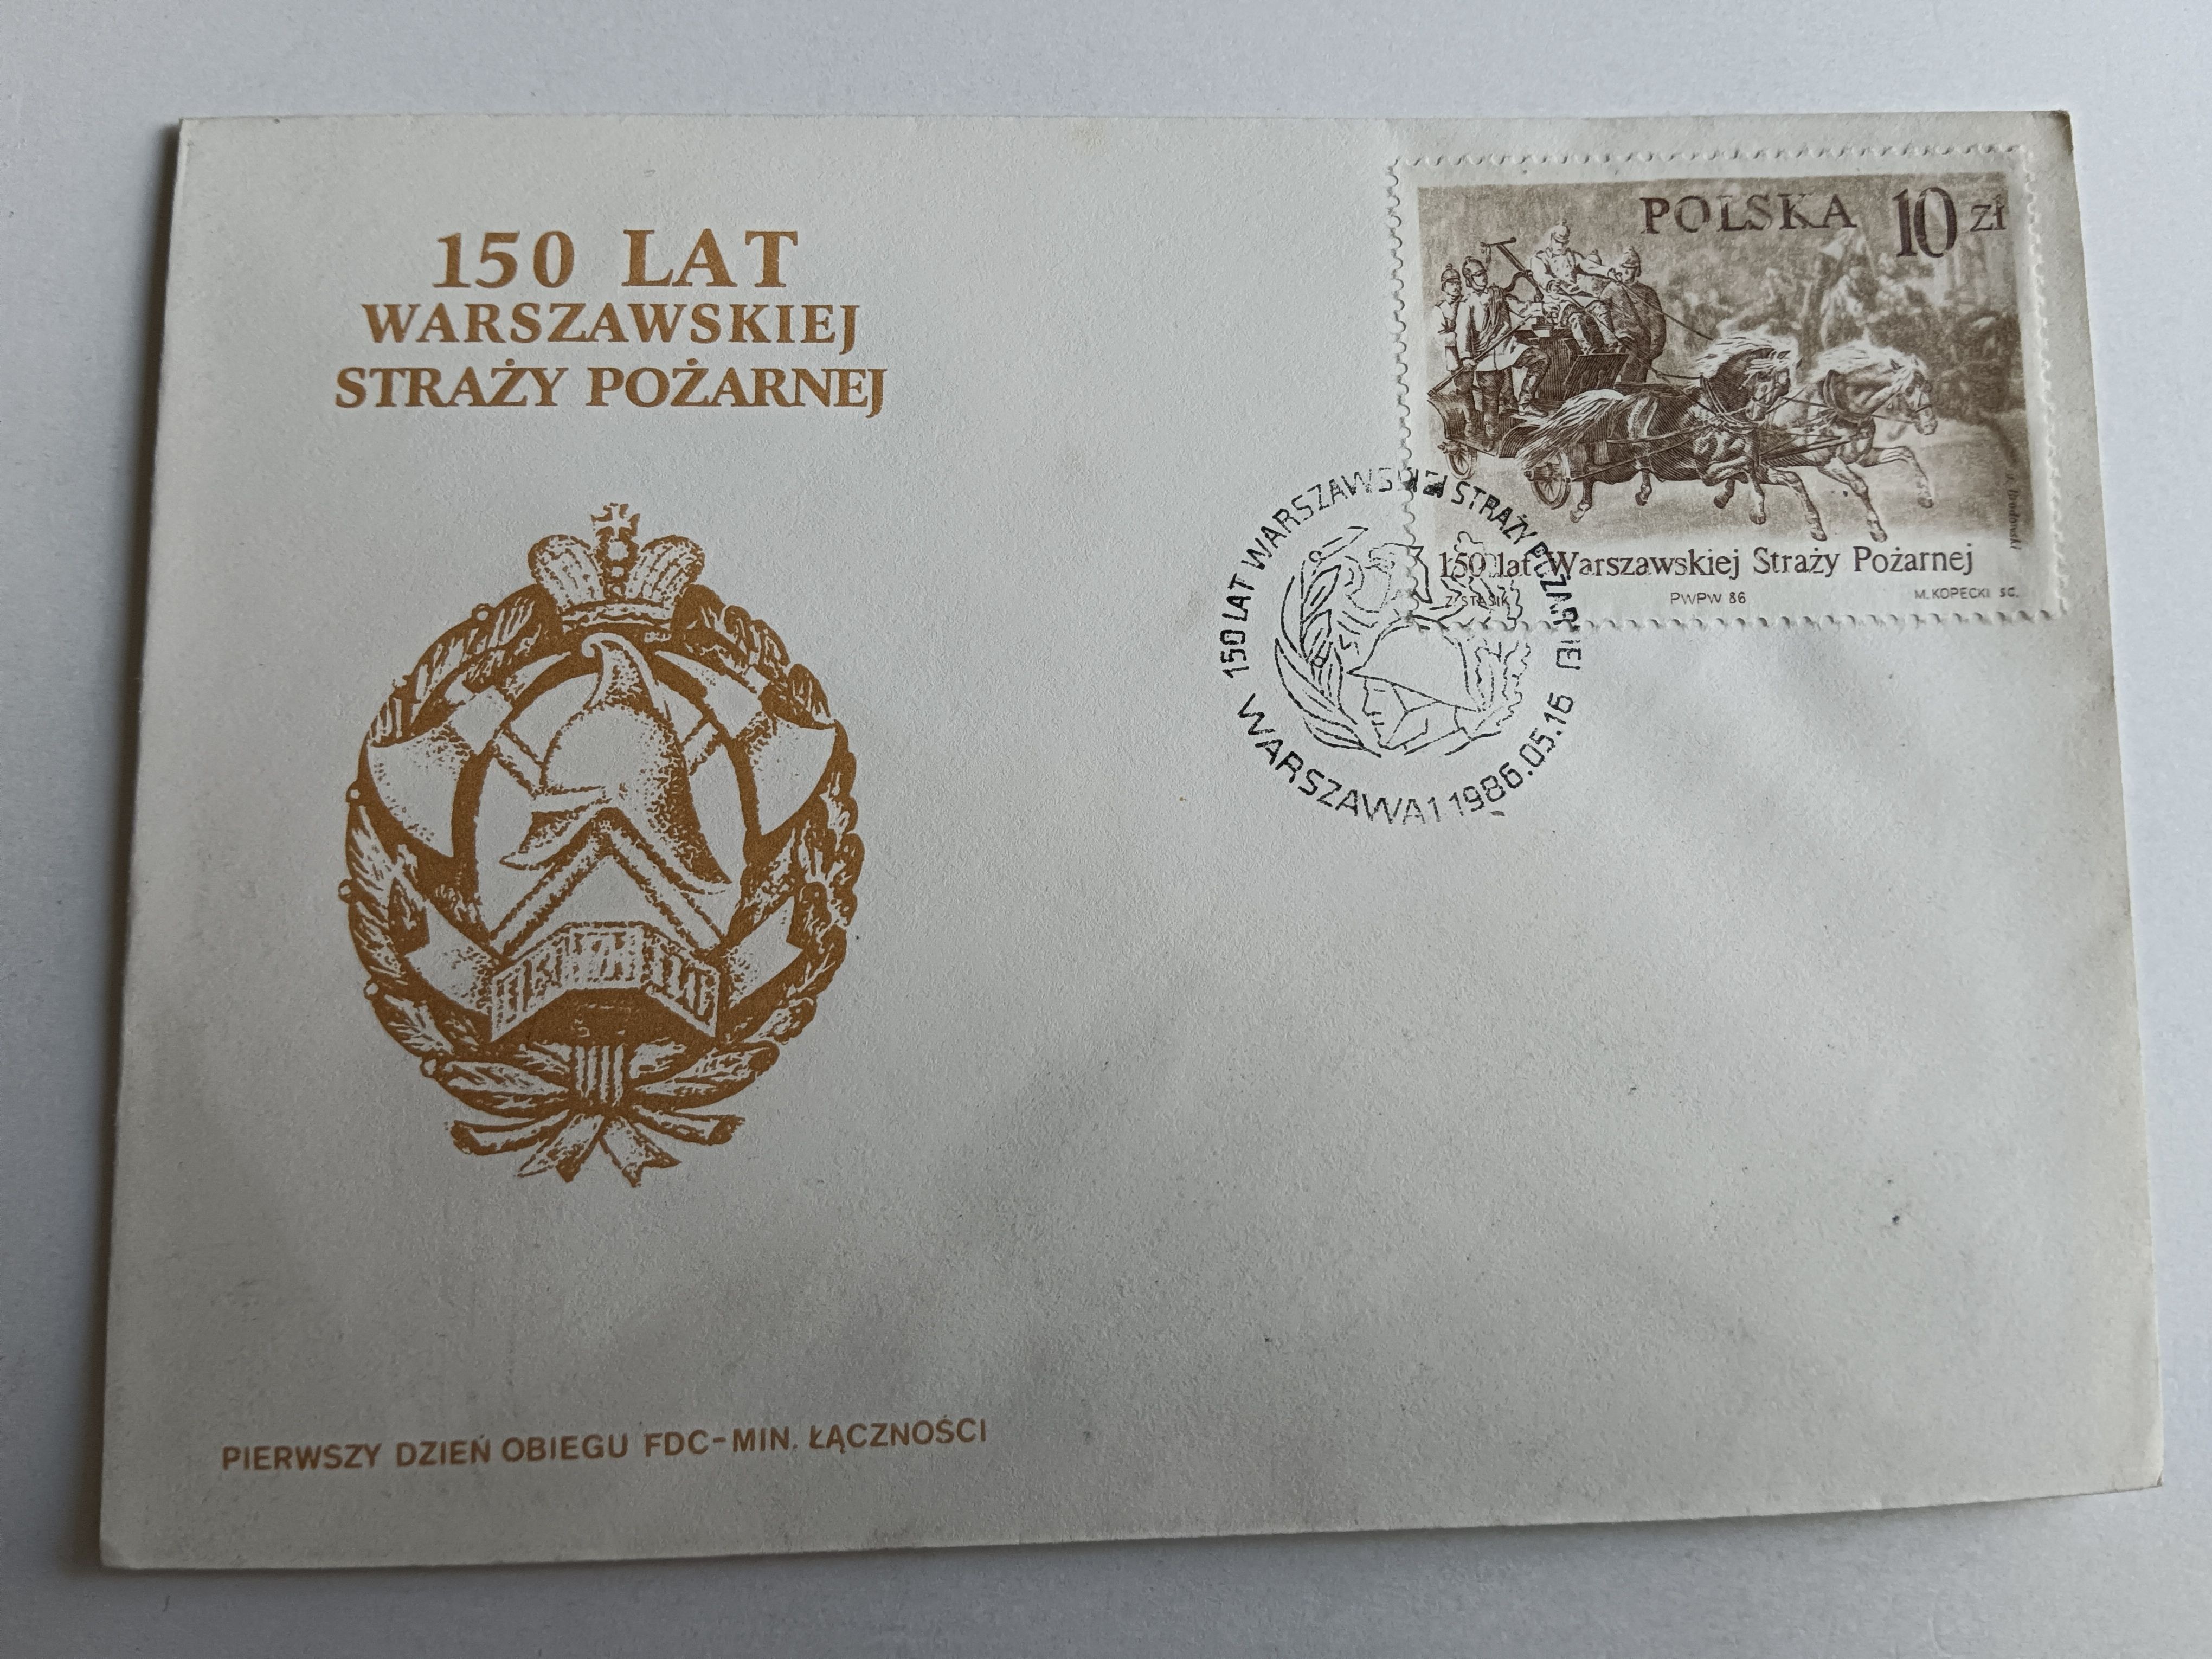 150 LAT
WARSZAWSKIEJ
STRAŻY POŻARNEJ
POLSKA 10 zł
150 lat Warszawskiej Straży Pożarnej
Z. STASIK PWPW 86 M. KOPECKI SC.
150 LAT WARSZAWSKIEJ STRAŻY POŻARNEJ
WARSZAWA 1 1986.05.16
PIERWSZY DZIEŃ OBIEGU FDC-MIN. ŁĄCZNOŚCI